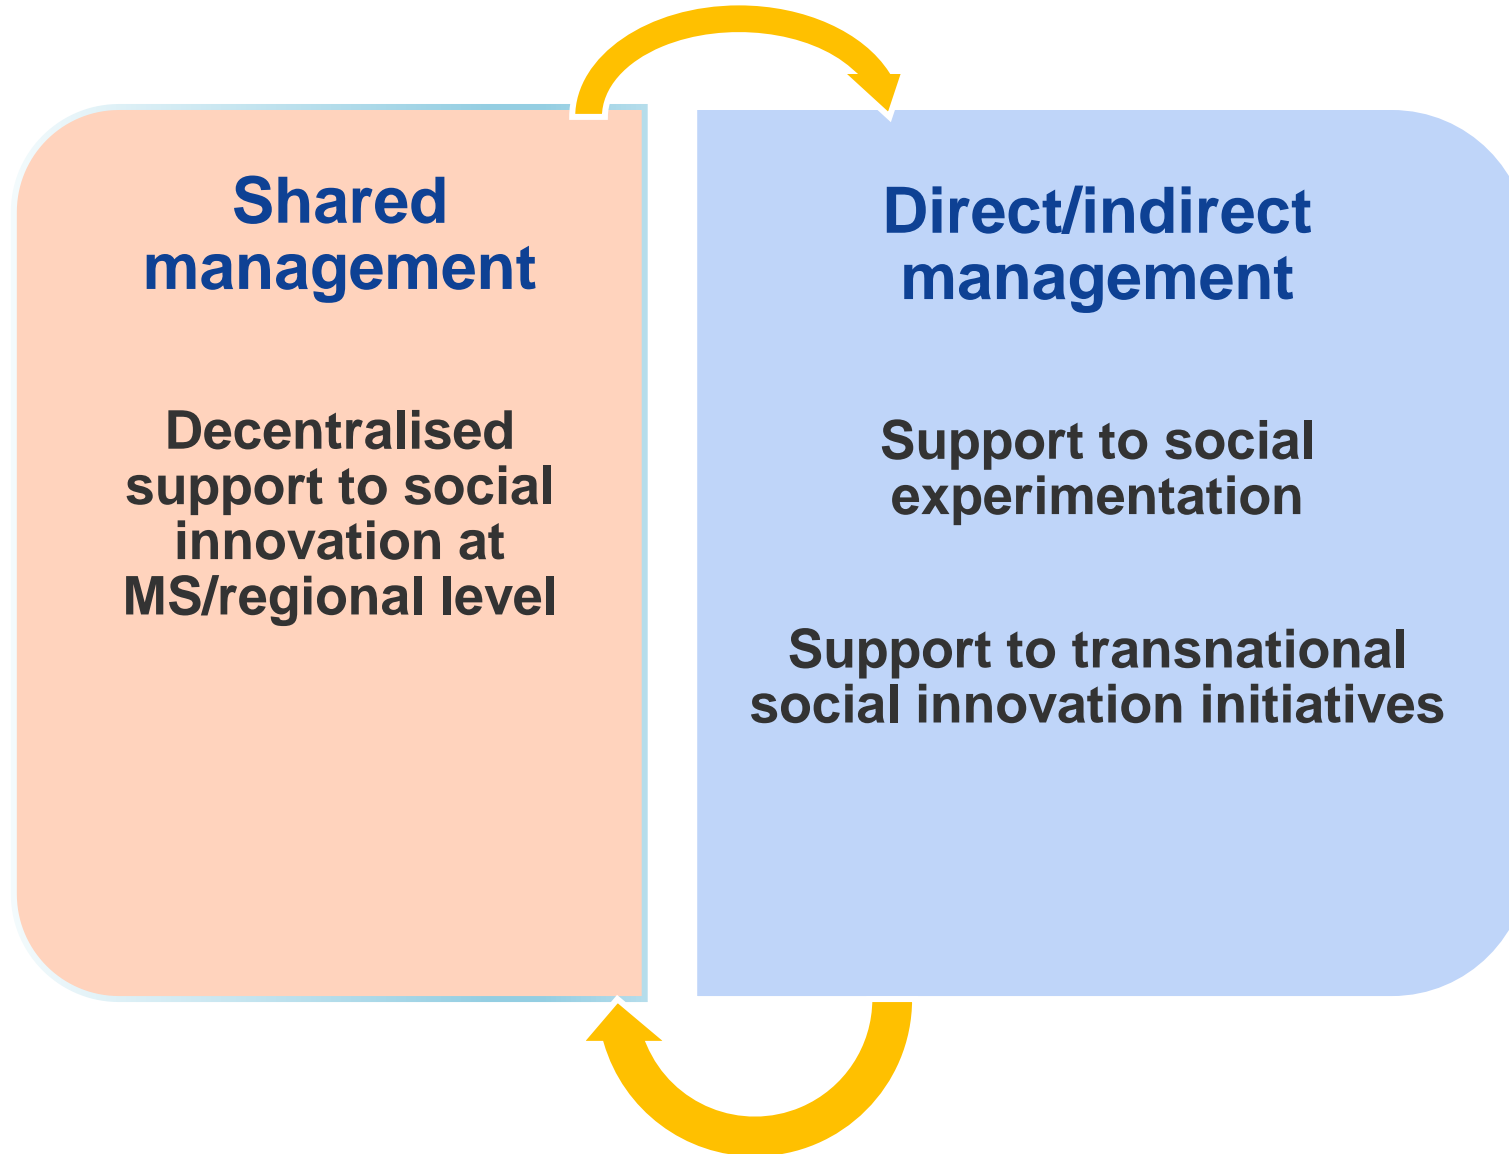 Shared
management
Decentralised
support to social
innovation at
MS/regional level
Direct/indirect
management
Support to social
experimentation
Support to transnational
social innovation initiatives